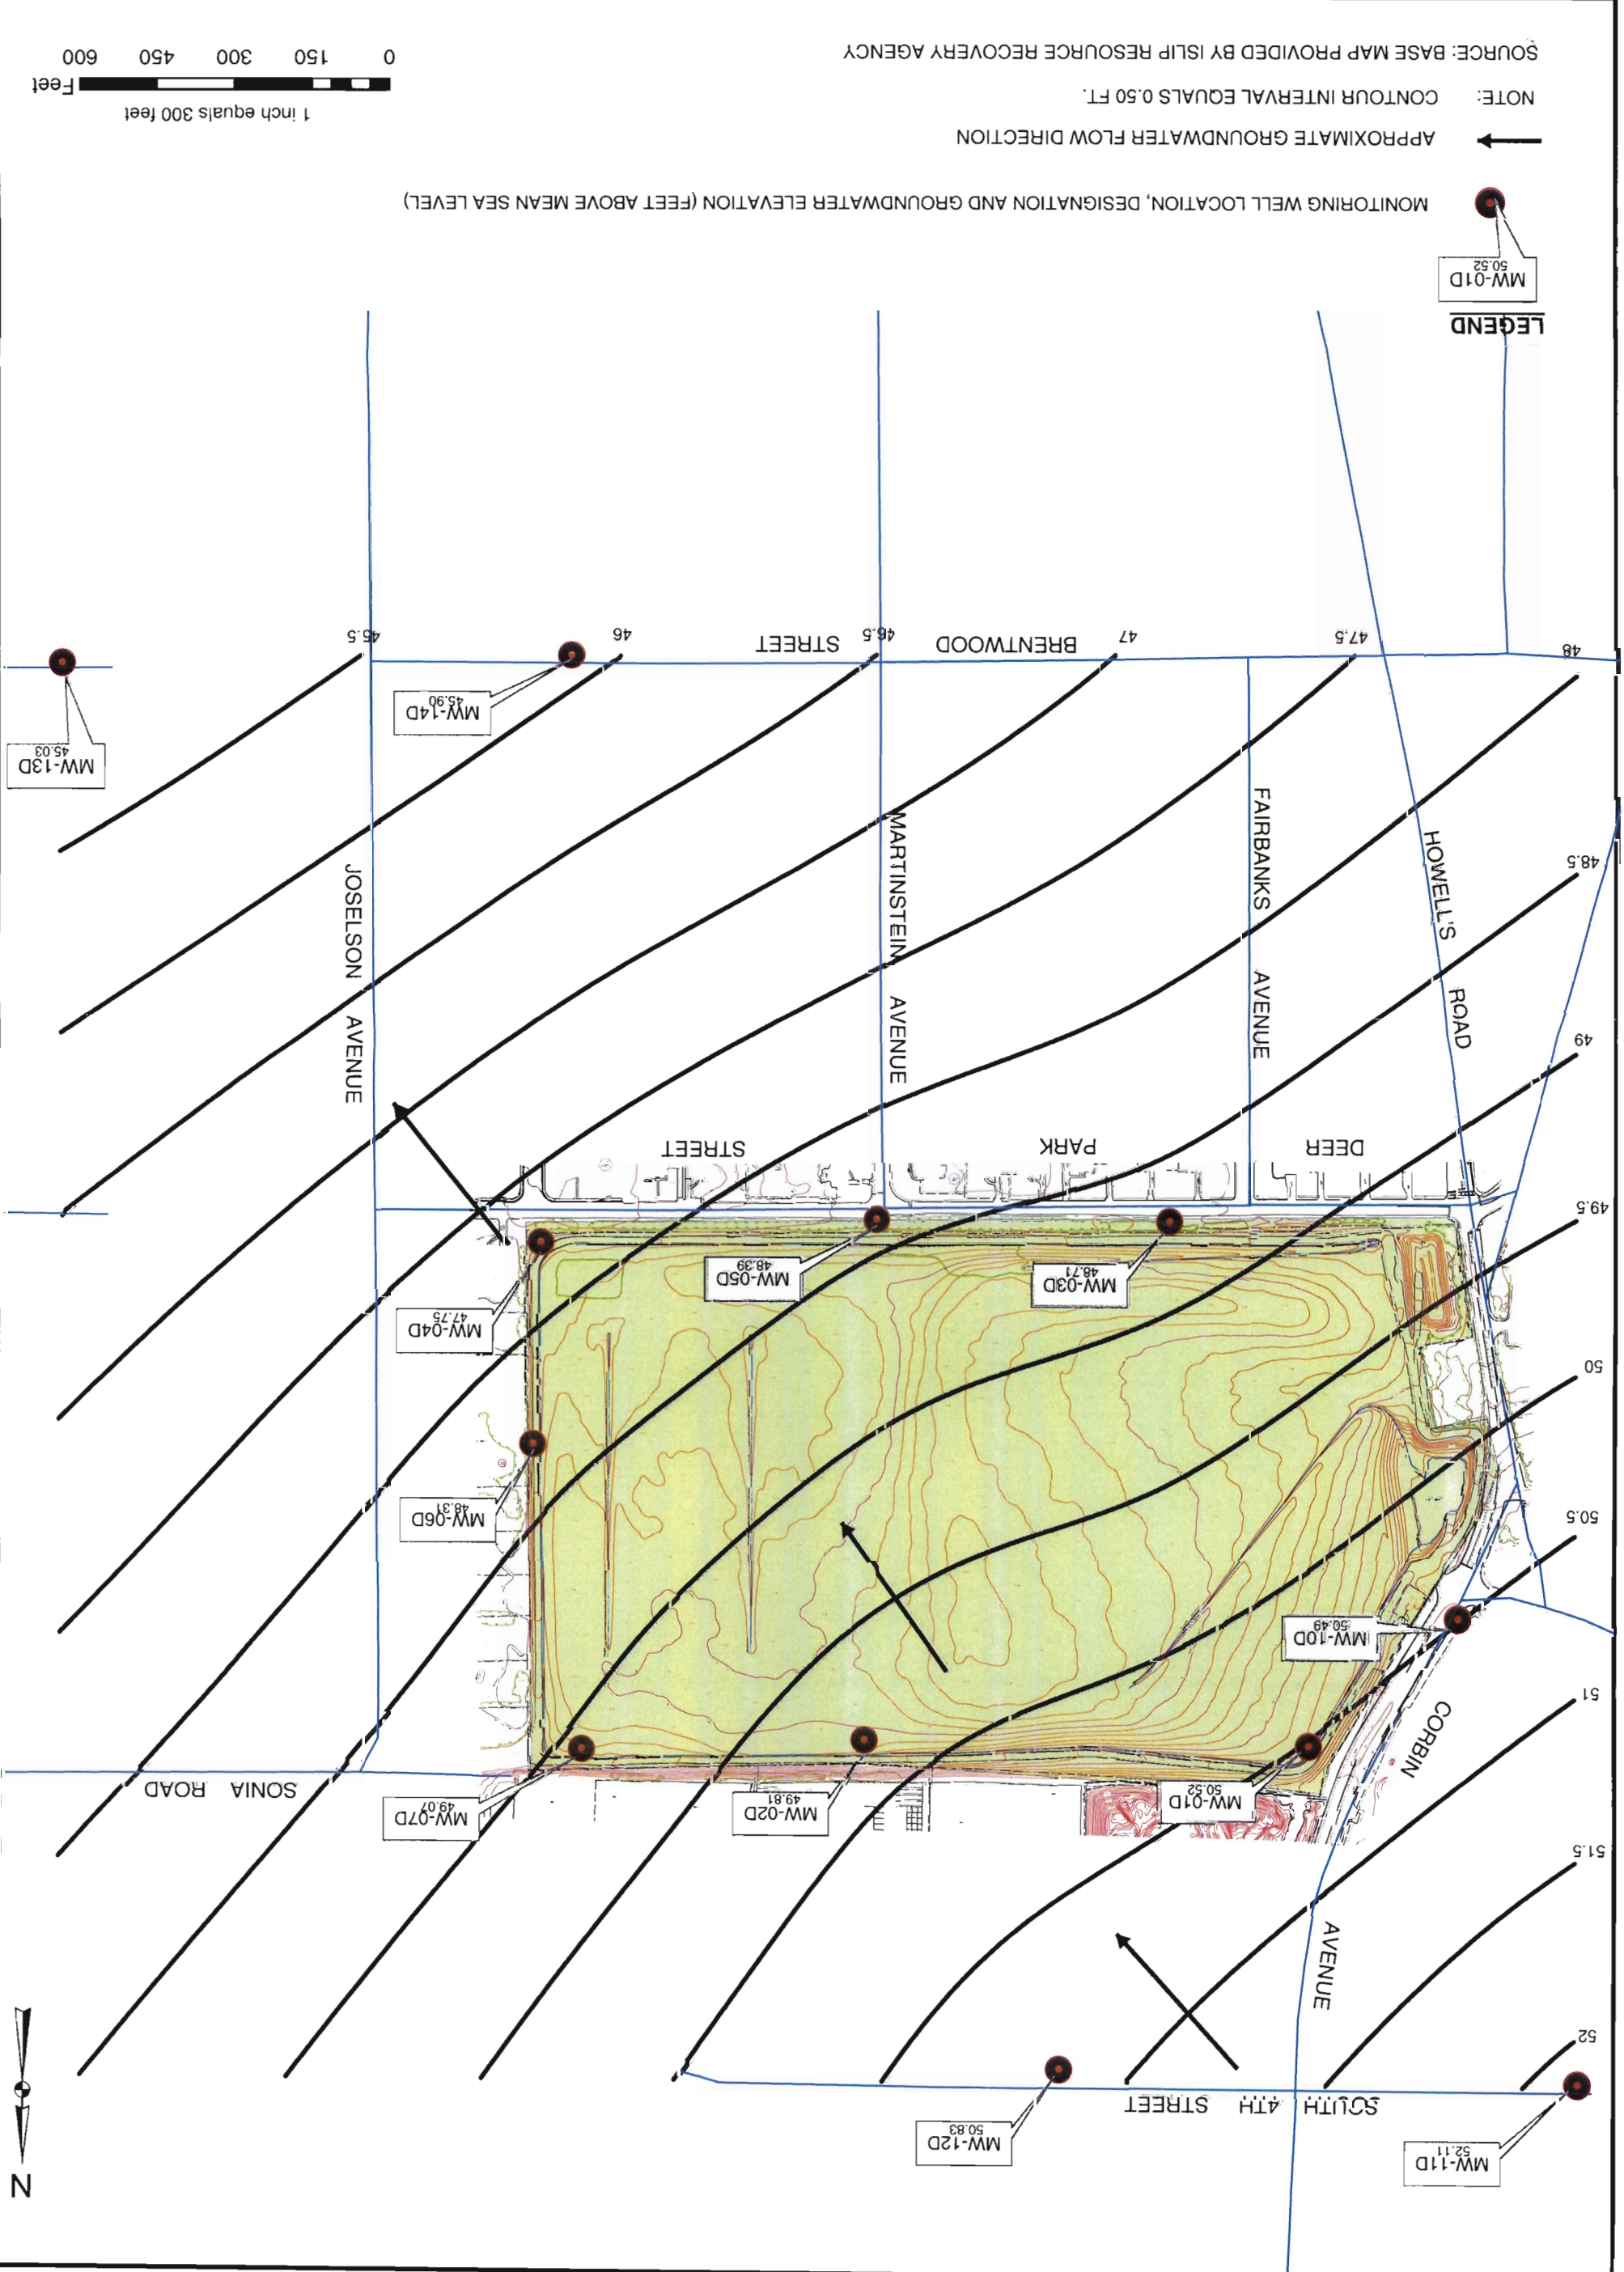 N
MW-11D
52.11
MW-12D
50.83
SOUTH 4TH STREET
52
51.5
AVENUE
CORBIN
51
MW-01D
50.52
MW-02D
49.81
MW-07D
49.07
SONIA ROAD
MW-10D
50.49
50.5
MW-06D
48.31
50
MW-04D
47.75
MW-05D
48.39
MW-03D
48.71
49.5
DEER PARK STREET
49
HOWELL'S ROAD
FAIRBANKS AVENUE
MARTINSTEIN AVENUE
JOSELSON AVENUE
48.5
MW-13D
45.03
MW-14D
45.90
48
47.5
47
BRENTWOOD STREET
46.5
46
45.5
LEGEND
MW-01D
50.52
MONITORING WELL LOCATION, DESIGNATION AND GROUNDWATER ELEVATION (FEET ABOVE MEAN SEA LEVEL)
APPROXIMATE GROUNDWATER FLOW DIRECTION
NOTE: CONTOUR INTERVAL EQUALS 0.50 FT.
SOURCE: BASE MAP PROVIDED BY ISLIP RESOURCE RECOVERY AGENCY
1 inch equals 300 feet
Feet
0 150 300 450 600